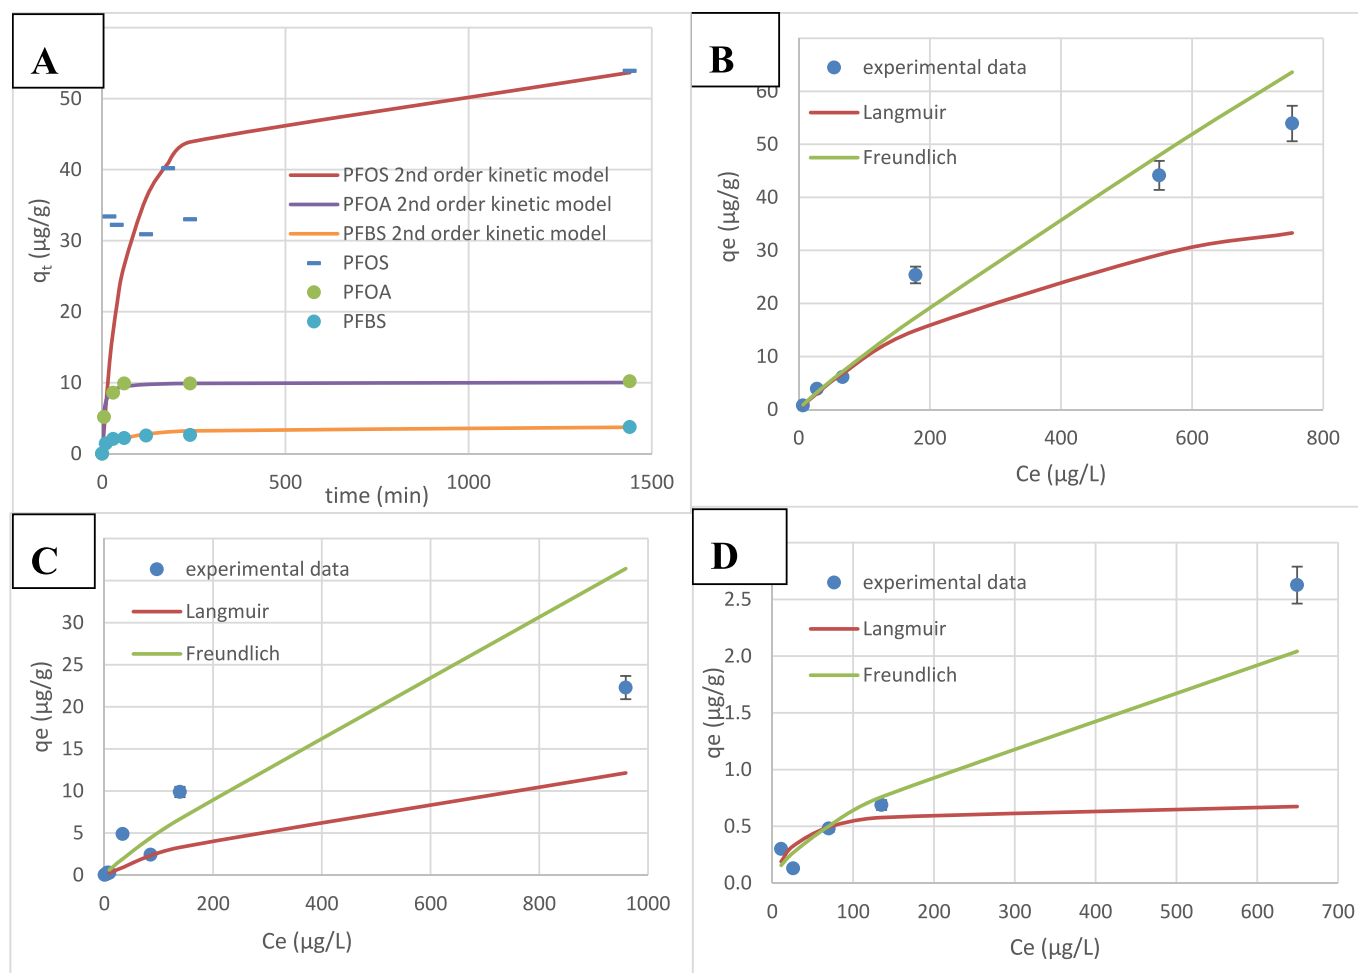 A
50
40
30
20
10
0
qt (µg/g)
PFOS 2nd order kinetic model
PFOA 2nd order kinetic model
PFBS 2nd order kinetic model
PFOS
PFOA
PFBS
0 500 1000 1500
time (min)
B
experimental data
Langmuir
Freundlich
60
50
40
30
20
10
0
qe (µg/g)
0 200 400 600 800
Ce (µg/L)
C
experimental data
Langmuir
Freundlich
30
25
20
15
10
5
0
qe (µg/g)
0 200 400 600 800 1000
Ce (µg/L)
D
experimental data
Langmuir
Freundlich
2.5
2.0
1.5
1.0
0.5
0.0
qe (µg/g)
0 100 200 300 400 500 600 700
Ce (µg/L)